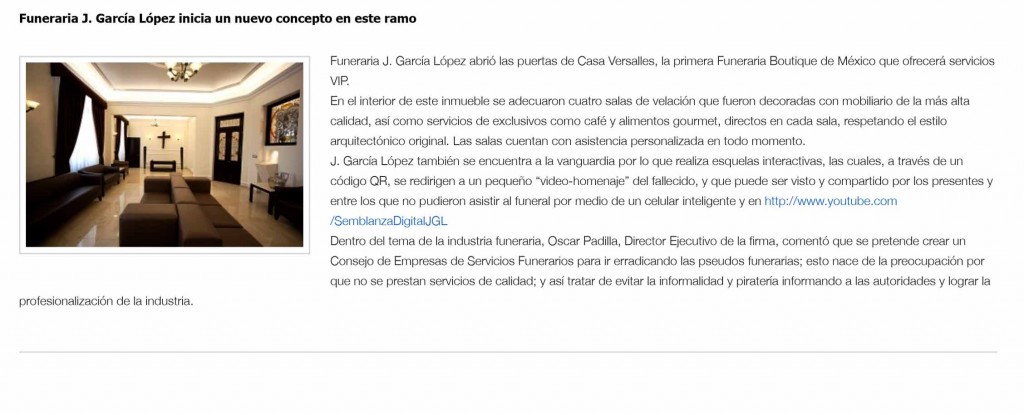 Funeraria J. García López inicia un nuevo concepto en este ramo
Funeraria J. García López abrió las puertas de Casa Versalles, la primera Funeraria Boutique de México que ofrecerá servicios
VIP.
En el interior de este inmueble se adecuaron cuatro salas de velación que fueron decoradas con mobiliario de la más alta
calidad, así como servicios de exclusivos como café y alimentos gourmet, directos en cada sala, respetando el estilo
arquitectónico original. Las salas cuentan con asistencia personalizada en todo momento.
J. García López también se encuentra a la vanguardia por lo que realiza esquelas interactivas, las cuales, a través de un
código QR, se redirigen a un pequeño “video-homenaje” del fallecido, y que puede ser visto y compartido por los presentes y
entre los que no pudieron asistir al funeral por medio de un celular inteligente y en http://www.youtube.com
/SemblanzaDigitalJGL
Dentro del tema de la industria funeraria, Oscar Padilla, Director Ejecutivo de la firma, comentó que se pretende crear un
Consejo de Empresas de Servicios Funerarios para ir erradicando las pseudos funerarias; esto nace de la preocupación por
que no se prestan servicios de calidad; y así tratar de evitar la informalidad y piratería informando a las autoridades y lograr la
profesionalización de la industria.